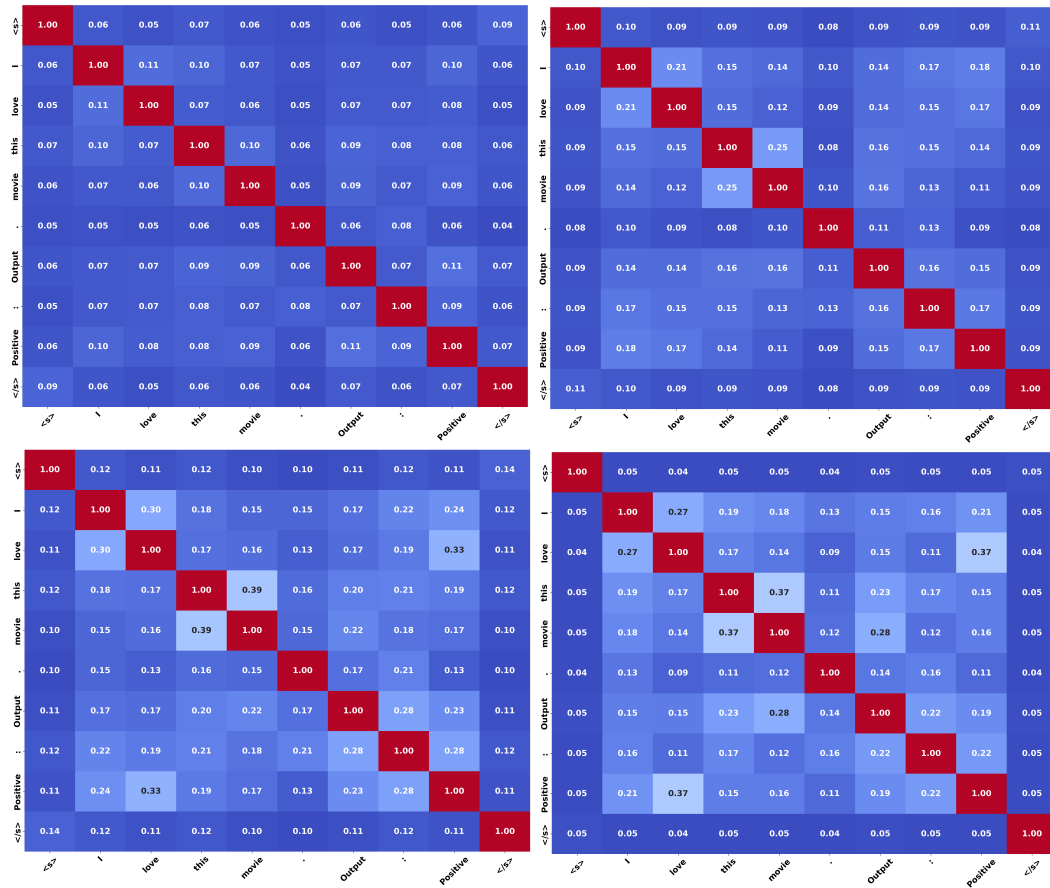 <s> 1.00 0.06 0.05 0.07 0.06 0.05 0.06 0.05 0.06 0.09
I 0.06 1.00 0.11 0.10 0.07 0.05 0.07 0.07 0.10 0.06
love 0.05 0.11 1.00 0.07 0.06 0.05 0.07 0.07 0.08 0.05
this 0.07 0.10 0.07 1.00 0.10 0.06 0.09 0.08 0.08 0.06
movie 0.06 0.07 0.06 0.10 1.00 0.05 0.09 0.07 0.09 0.06
. 0.05 0.05 0.05 0.06 0.05 1.00 0.06 0.08 0.06 0.04
Output 0.06 0.07 0.07 0.09 0.09 0.06 1.00 0.07 0.11 0.07
: 0.05 0.07 0.07 0.08 0.07 0.08 0.07 1.00 0.09 0.06
Positive 0.06 0.10 0.08 0.08 0.09 0.06 0.11 0.09 1.00 0.07
</s> 0.09 0.06 0.05 0.06 0.06 0.04 0.07 0.06 0.07 1.00
<s> I love this movie . Output : Positive </s>
<s> 1.00 0.10 0.09 0.09 0.09 0.08 0.09 0.09 0.09 0.11
I 0.10 1.00 0.21 0.15 0.14 0.10 0.14 0.17 0.18 0.10
love 0.09 0.21 1.00 0.15 0.12 0.09 0.14 0.15 0.17 0.09
this 0.09 0.15 0.15 1.00 0.25 0.08 0.16 0.15 0.14 0.09
movie 0.09 0.14 0.12 0.25 1.00 0.10 0.16 0.13 0.11 0.09
. 0.08 0.10 0.09 0.08 0.10 1.00 0.11 0.13 0.09 0.08
Output 0.09 0.14 0.14 0.16 0.16 0.11 1.00 0.16 0.15 0.09
: 0.09 0.17 0.15 0.15 0.13 0.13 0.16 1.00 0.17 0.09
Positive 0.09 0.18 0.17 0.14 0.11 0.09 0.15 0.17 1.00 0.09
</s> 0.11 0.10 0.09 0.09 0.09 0.08 0.09 0.09 0.09 1.00
<s> I love this movie . Output : Positive </s>
<s> 1.00 0.12 0.11 0.12 0.10 0.10 0.11 0.12 0.11 0.14
I 0.12 1.00 0.30 0.18 0.15 0.15 0.17 0.22 0.24 0.12
love 0.11 0.30 1.00 0.17 0.16 0.13 0.17 0.19 0.33 0.11
this 0.12 0.18 0.17 1.00 0.39 0.16 0.20 0.21 0.19 0.12
movie 0.10 0.15 0.16 0.39 1.00 0.15 0.22 0.18 0.17 0.10
. 0.10 0.15 0.13 0.16 0.15 1.00 0.17 0.21 0.13 0.10
Output 0.11 0.17 0.17 0.20 0.22 0.17 1.00 0.28 0.23 0.11
: 0.12 0.22 0.19 0.21 0.18 0.21 0.28 1.00 0.28 0.12
Positive 0.11 0.24 0.33 0.19 0.17 0.13 0.23 0.28 1.00 0.11
</s> 0.14 0.12 0.11 0.12 0.10 0.10 0.11 0.12 0.11 1.00
<s> I love this movie . Output : Positive </s>
<s> 1.00 0.05 0.04 0.05 0.05 0.04 0.05 0.05 0.05 0.05
I 0.05 1.00 0.27 0.19 0.18 0.13 0.15 0.16 0.21 0.05
love 0.04 0.27 1.00 0.17 0.14 0.09 0.15 0.11 0.37 0.04
this 0.05 0.19 0.17 1.00 0.37 0.11 0.23 0.17 0.15 0.05
movie 0.05 0.18 0.14 0.37 1.00 0.12 0.28 0.12 0.16 0.05
. 0.04 0.13 0.09 0.11 0.12 1.00 0.14 0.16 0.11 0.04
Output 0.05 0.15 0.15 0.23 0.28 0.14 1.00 0.22 0.19 0.05
: 0.05 0.16 0.11 0.17 0.12 0.16 0.22 1.00 0.22 0.05
Positive 0.05 0.21 0.37 0.15 0.16 0.11 0.19 0.22 1.00 0.05
</s> 0.05 0.05 0.04 0.05 0.05 0.04 0.05 0.05 0.05 1.00
<s> I love this movie . Output : Positive </s>